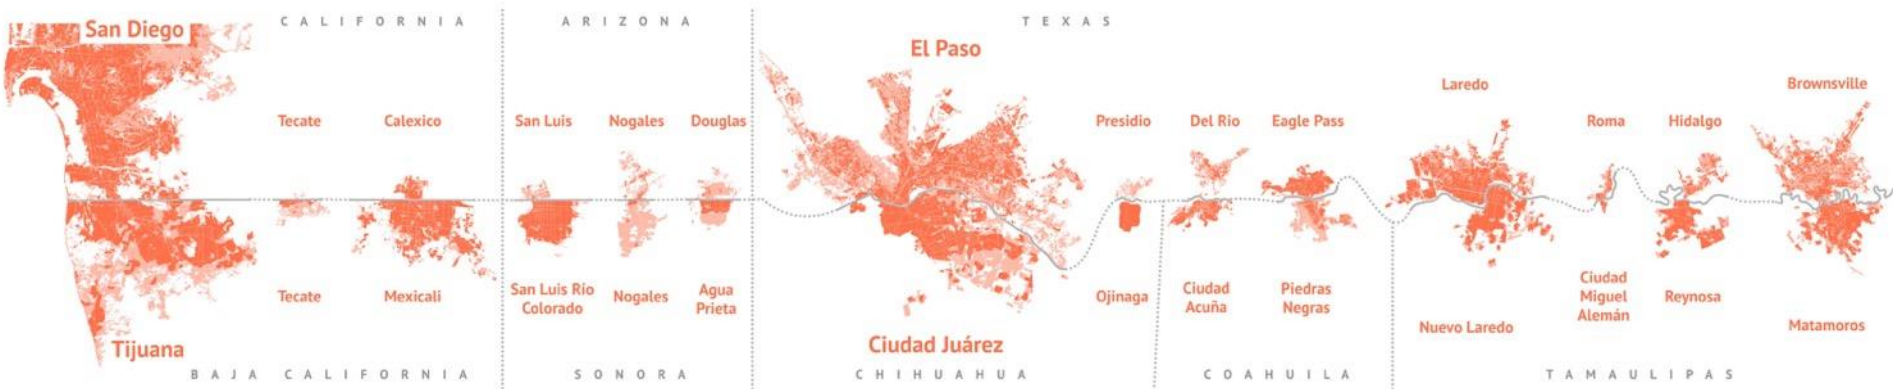 CALIFORNIA
ARIZONA
TEXAS
San Diego
El Paso
Laredo
Brownsville
Tecate
Calexico
San Luis
Nogales
Douglas
Presidio
Del Rio
Eagle Pass
Roma
Hidalgo
Tecate
Mexicali
San Luis Río
Colorado
Nogales
Agua
Prieta
Ojinaga
Ciudad
Acuña
Piedras
Negras
Ciudad
Miguel
Alemán
Reynosa
Nuevo Laredo
Matamoros
Tijuana
Ciudad Juárez
BAJA CALIFORNIA
SONORA
CHIHUAHUA
COAHUILA
TAMAULIPAS